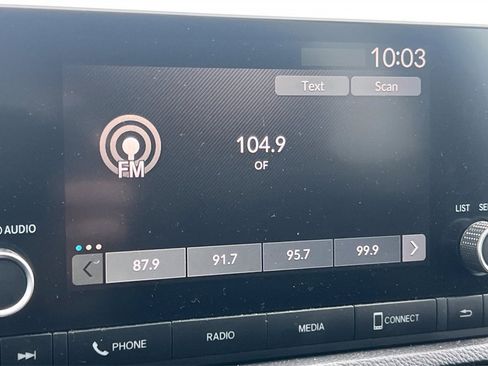 10:03
Text Scan
104.9
FM
OF
LIST
AUDIO
87.9 91.7 95.7 99.9
PHONE RADIO MEDIA CONNECT